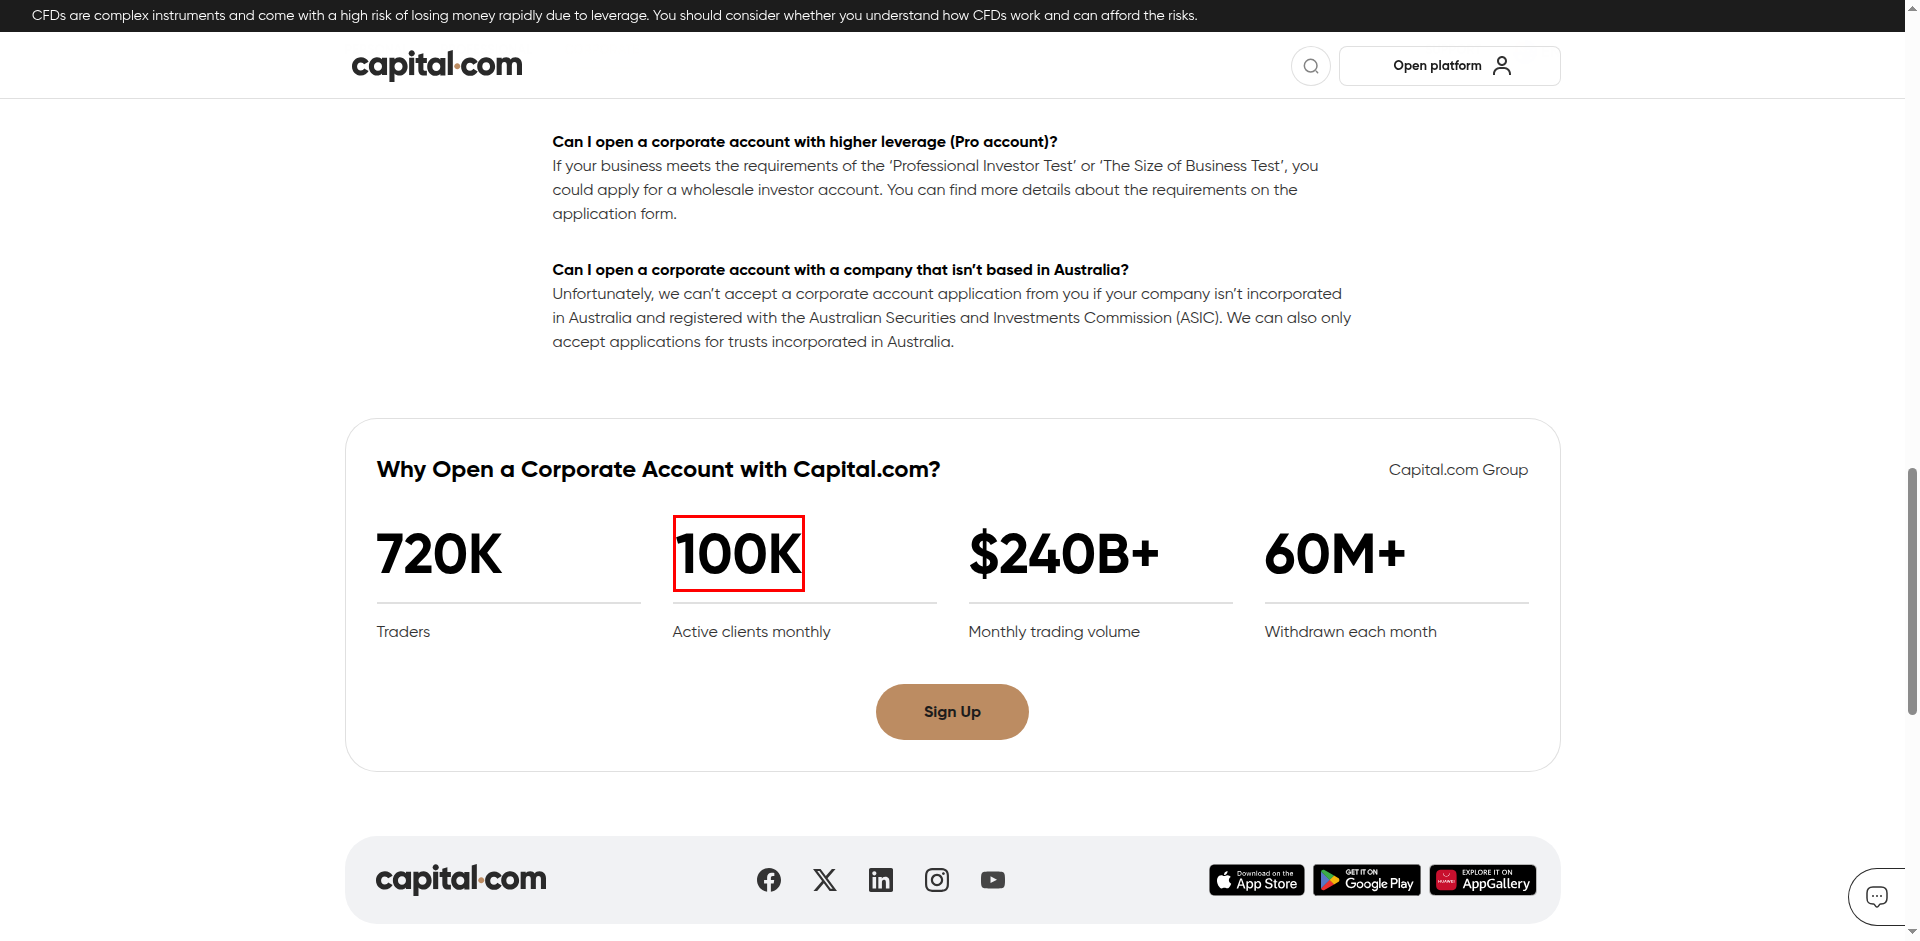 CFDs are complex instruments and come with a high risk of losing money rapidly due to leverage. You should consider whether you understand how CFDs work and can afford the risks.
capital.com
Open platform
Can I open a corporate account with higher leverage (Pro account)?
If your business meets the requirements of the ‘Professional Investor Test’ or ‘The Size of Business Test’, you
could apply for a wholesale investor account. You can find more details about the requirements on the
application form.
Can I open a corporate account with a company that isn’t based in Australia?
Unfortunately, we can’t accept a corporate account application from you if your company isn’t incorporated
in Australia and registered with the Australian Securities and Investments Commission (ASIC). We can also only
accept applications for trusts incorporated in Australia.
Why Open a Corporate Account with Capital.com?
Capital.com Group
720K
100K
$240B+
60M+
Traders
Active clients monthly
Monthly trading volume
Withdrawn each month
Sign Up
capital.com
Download on the
App Store
GET IT ON
Google Play
HUAWEI
EXPLORE IT ON
AppGallery